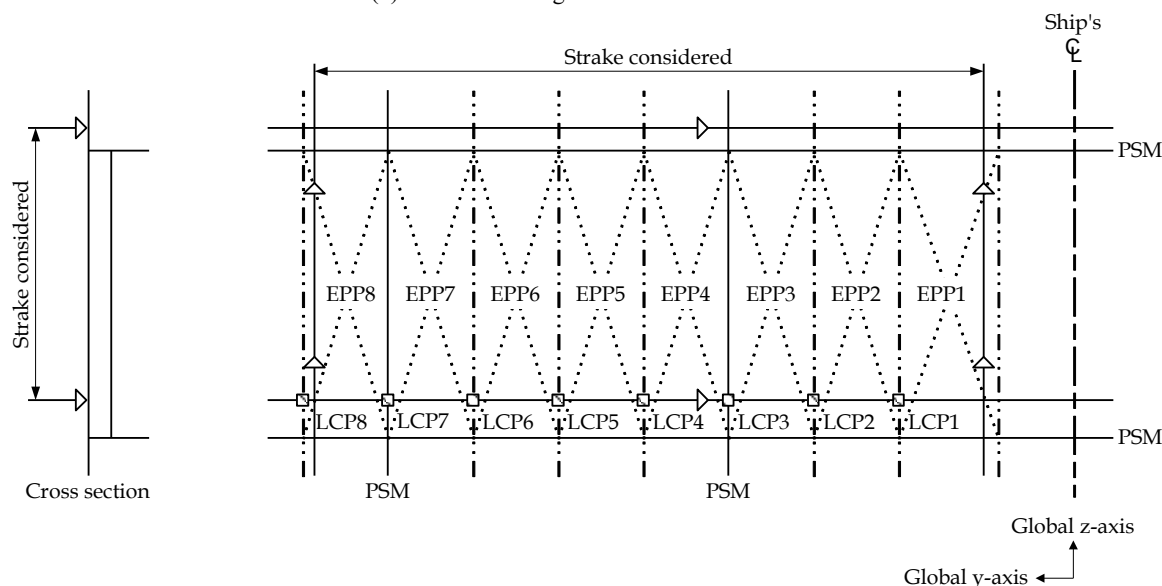 Ship's
℄
Strake considered
PSM
Strake considered
EPP8 EPP7 EPP6 EPP5 EPP4 EPP3 EPP2 EPP1
LCP8 LCP7 LCP6 LCP5 LCP4 LCP3 LCP2 LCP1
PSM
Cross section
PSM PSM
Global z-axis
Global y-axis